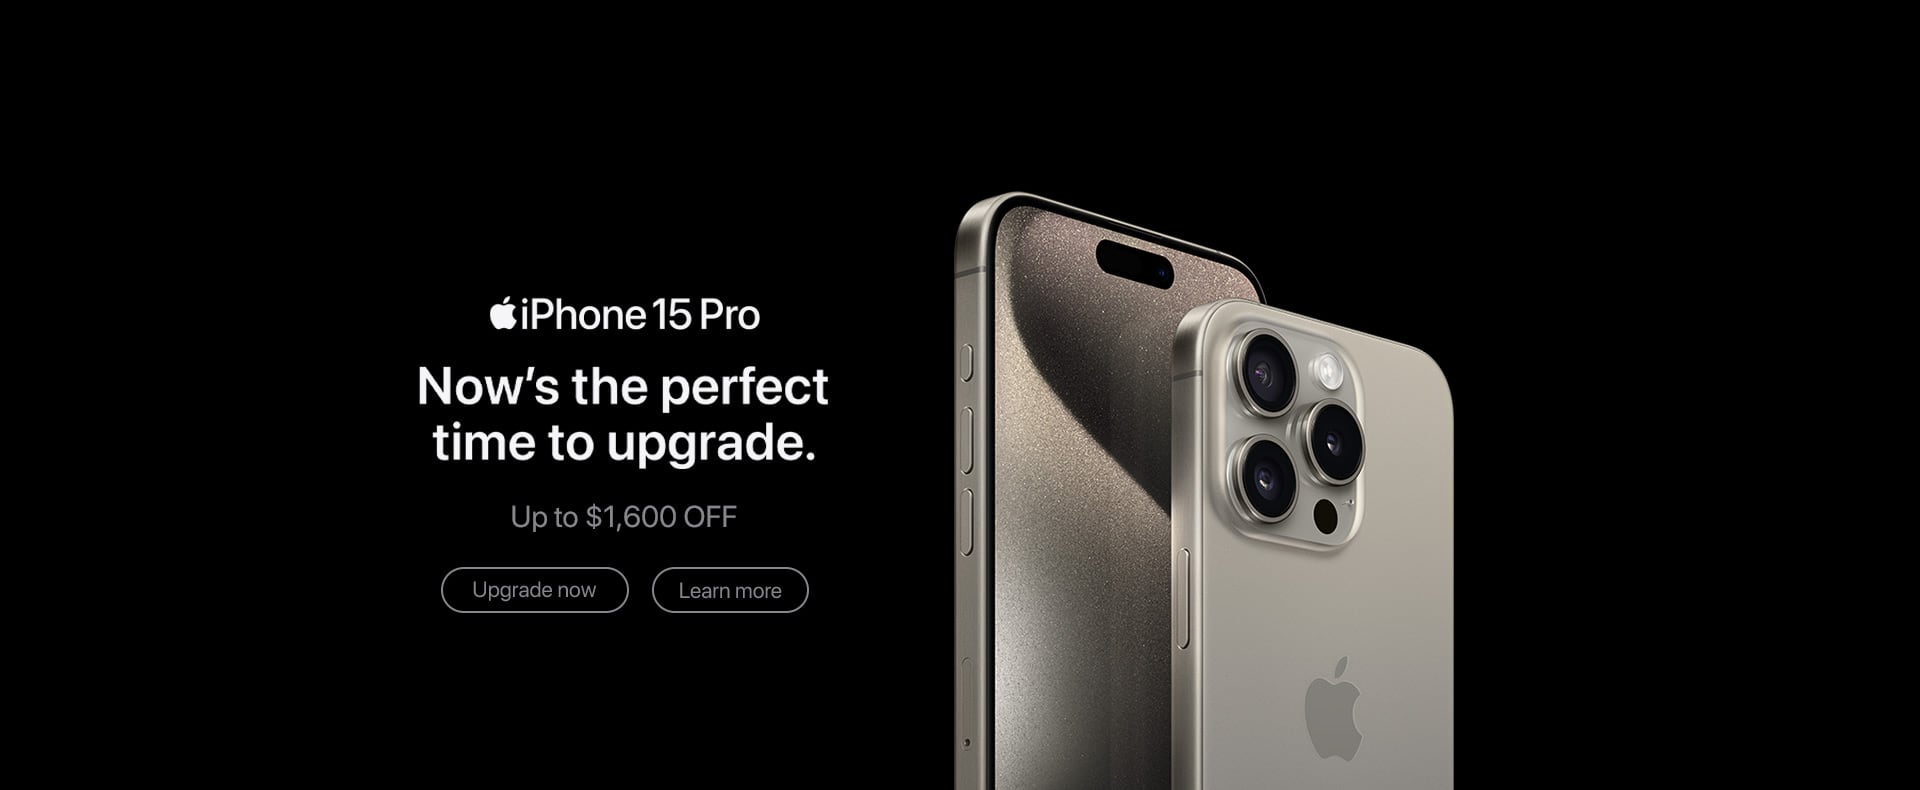 iPhone 15 Pro
Now’s the perfect
time to upgrade.
Up to $1,600 OFF
Upgrade now
Learn more